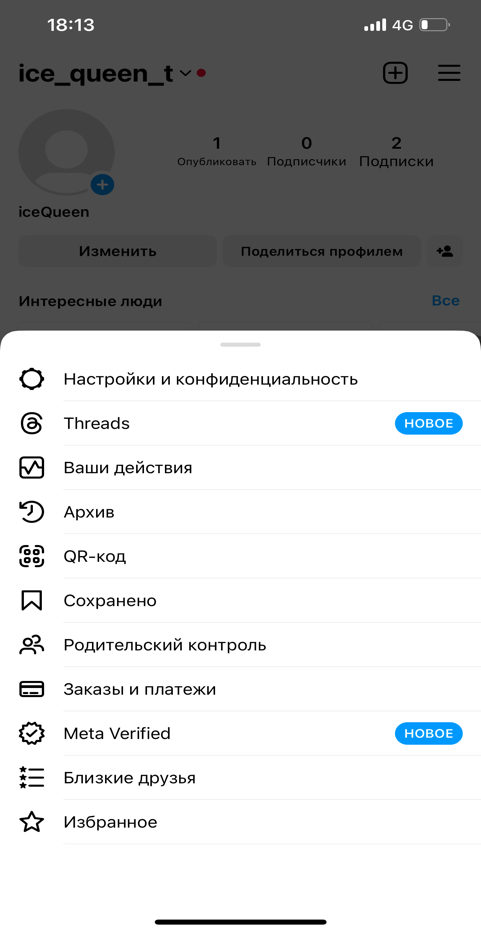 18:13
4G
ice_queen_t
1
0
2
Опубликовать
Подписчики
Подписки
iceQueen
Изменить
Поделиться профилем
Интересные люди
Все
Настройки и конфиденциальность
Threads
НОВОЕ
Ваши действия
Архив
QR-код
Сохранено
Родительский контроль
Заказы и платежи
Meta Verified
НОВОЕ
Близкие друзья
Избранное